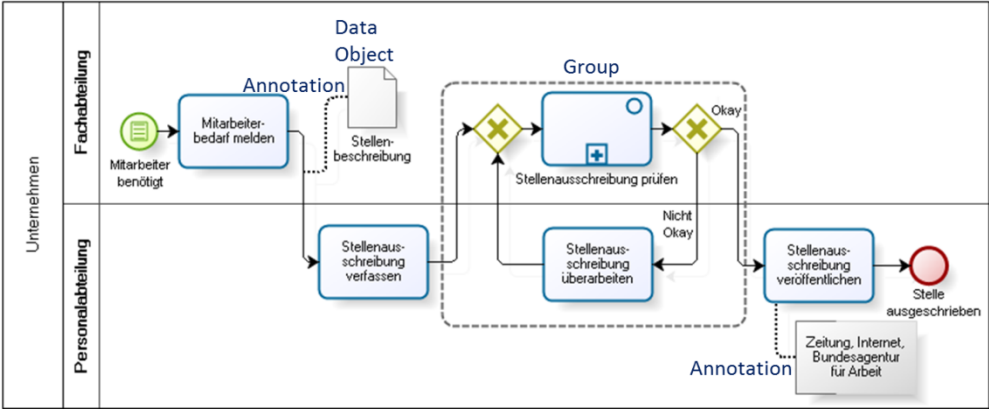 Unternehmen
Fachabteilung
Mitarbeiter
benötigt
Mitarbeiter-
bedarf melden
Annotation
Data
Object
Stellen-
beschreibung
Group
Stellenausschreibung prüfen
Okay
Nicht
Okay
Personalabteilung
Stellenaus-
schreibung
verfassen
Stellenaus-
schreibung
überarbeiten
Stellenaus-
schreibung
veröffentlichen
Stelle
ausgeschrieben
Annotation
Zeitung, Internet,
Bundesagentur
für Arbeit